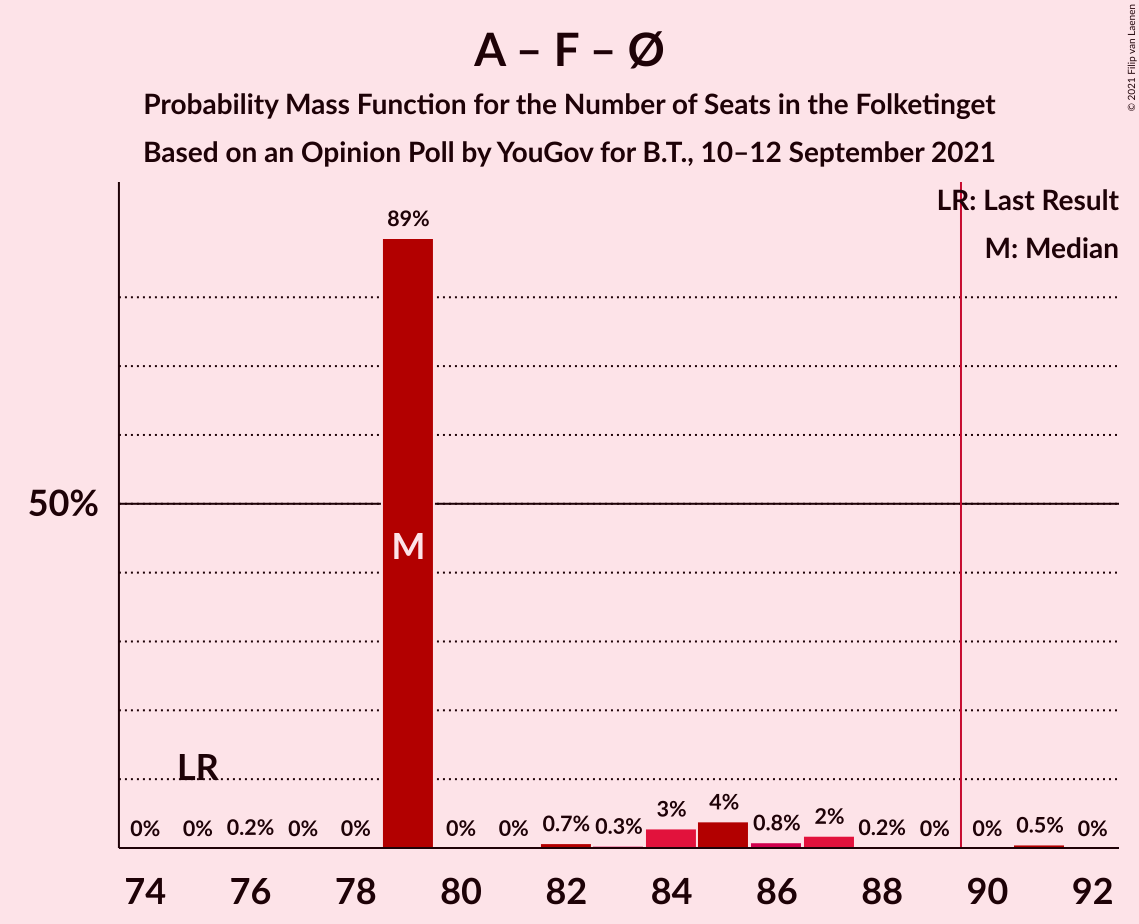 A – F – Ø
Probability Mass Function for the Number of Seats in the Folketinget
Based on an Opinion Poll by YouGov for B.T., 10–12 September 2021
© 2021 Filip van Laenen
LR: Last Result
M: Median
89%
50%
M
LR
0% 0% 0.2% 0% 0% 0% 0% 0.7% 0.3% 3% 4% 0.8% 2% 0.2% 0% 0% 0.5% 0%
74 76 78 80 82 84 86 88 90 92